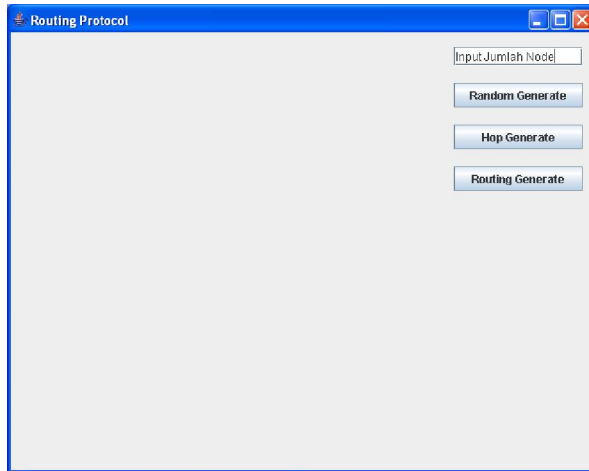 Routing Protocol
Input Jumlah Node
Random Generate
Hop Generate
Routing Generate